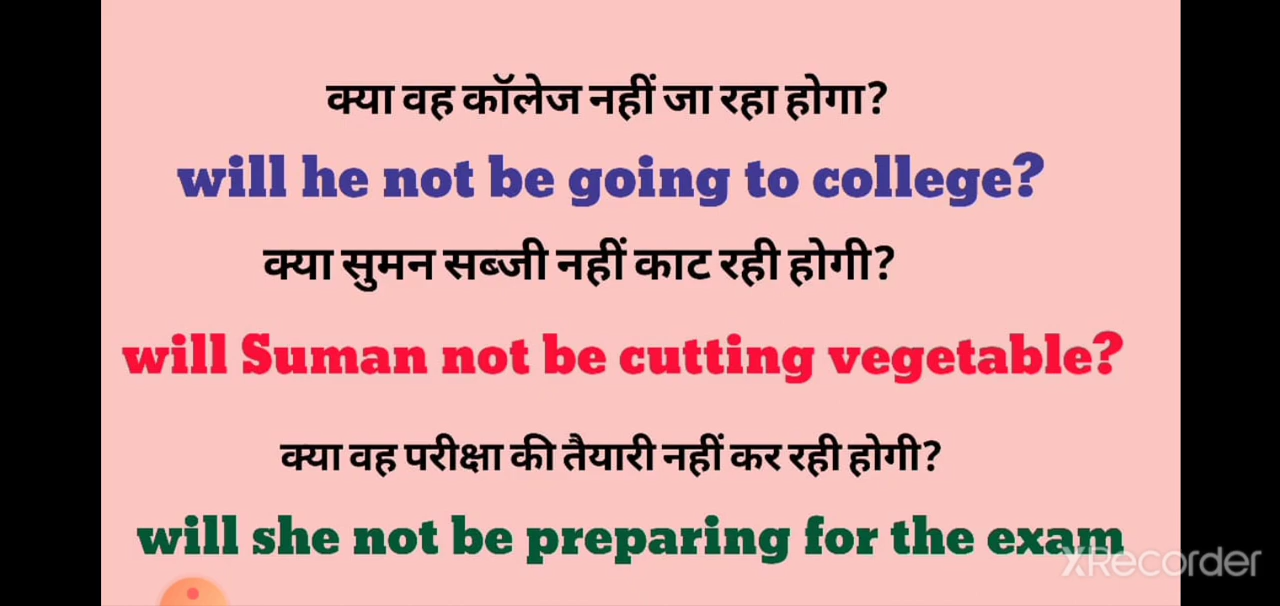 क्या वह कॉलेज नहीं जा रहा होगा?
will he not be going to college?
क्या सुमन सब्जी नहीं काट रही होगी?
will Suman not be cutting vegetable?
क्या वह परीक्षा की तैयारी नहीं कर रही होगी?
will she not be preparing for the exam
XRecorder